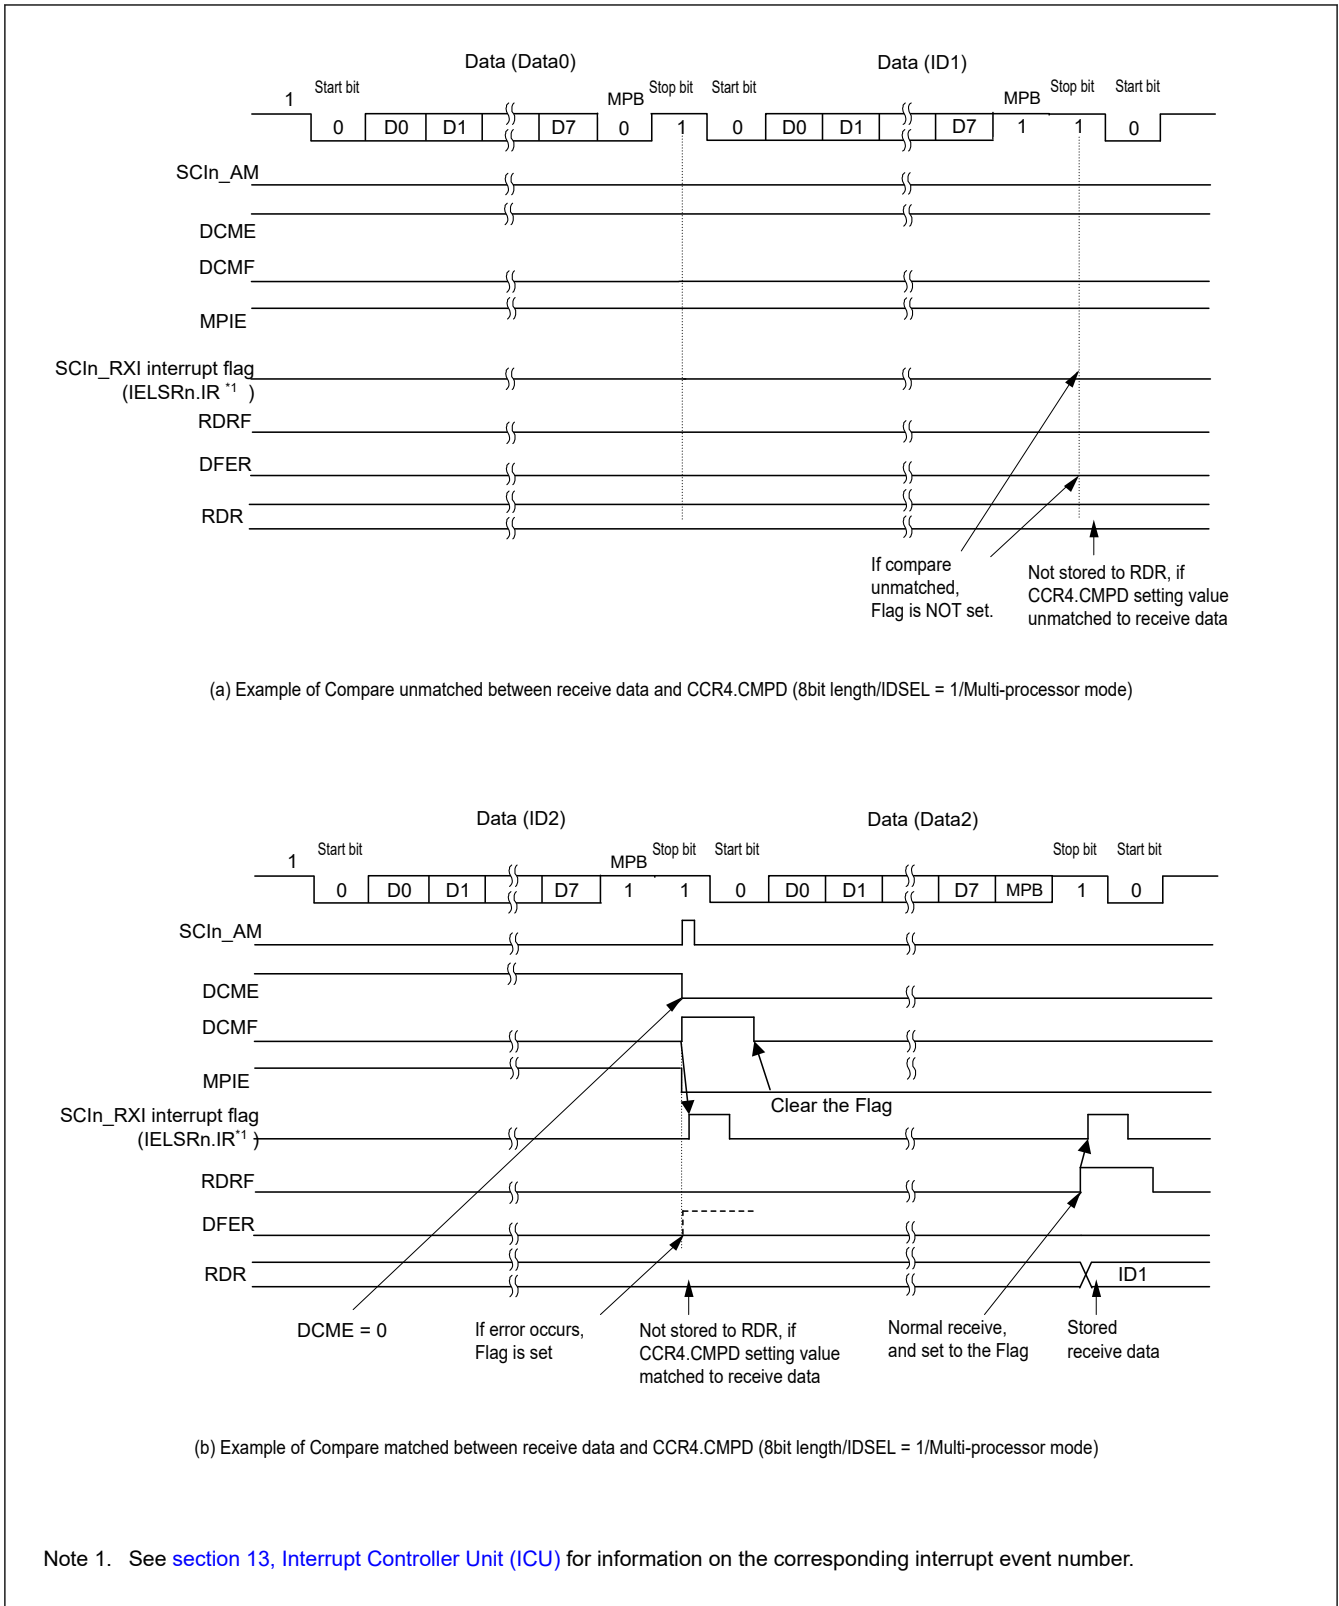 Data (Data0) Data (ID1)
1 Start bit MPB Stop bit Start bit MPB Stop bit Start bit
0 D0 D1 D7 0 1 0 D0 D1 D7 1 1 0
SCIn_AM
DCME
DCMF
MPIE
SCIn_RXI interrupt flag
(IELSRn.IR *1 )
RDRF
DFER
RDR
If compare
unmatched,
Flag is NOT set.
Not stored to RDR, if
CCR4.CMPD setting value
unmatched to receive data
(a) Example of Compare unmatched between receive data and CCR4.CMPD (8bit length/IDSEL = 1/Multi-processor mode)
Data (ID2) Data (Data2)
1 Start bit MPB Stop bit Start bit Stop bit Start bit
0 D0 D1 D7 1 1 0 D0 D1 D7 MPB 1 0
SCIn_AM
DCME
DCMF
MPIE
Clear the Flag
SCIn_RXI interrupt flag
(IELSRn.IR*1 )
RDRF
DFER
RDR ID1
DCME = 0
If error occurs,
Flag is set
Not stored to RDR, if
CCR4.CMPD setting value
matched to receive data
Normal receive,
and set to the Flag
Stored
receive data
(b) Example of Compare matched between receive data and CCR4.CMPD (8bit length/IDSEL = 1/Multi-processor mode)
Note 1. See section 13, Interrupt Controller Unit (ICU) for information on the corresponding interrupt event number.